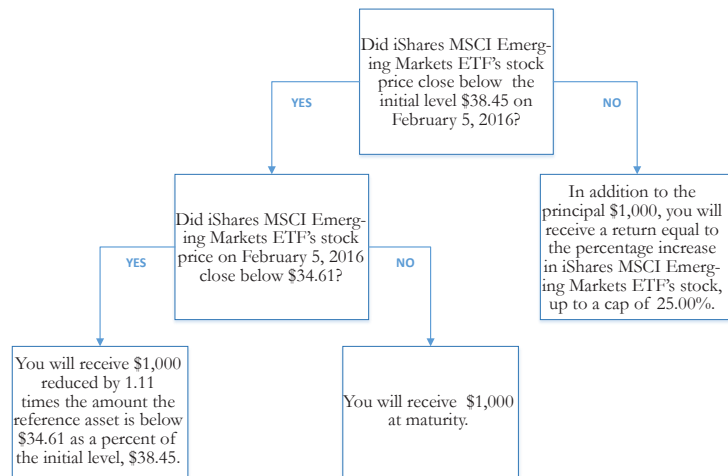 Did iShares MSCI Emerg-
ing Markets ETF's stock
price close below the
initial level $38.45 on
February 5, 2016?
YES
NO
Did iShares MSCI Emerg-
ing Markets ETF's stock
price on February 5, 2016
close below $34.61?
In addition to the
principal $1,000, you will
receive a return equal to
the percentage increase
in iShares MSCI Emerg-
ing Markets ETF's stock,
up to a cap of 25.00%.
YES
NO
You will receive $1,000
reduced by 1.11
times the amount the
reference asset is below
$34.61 as a percent of
the initial level, $38.45.
You will receive $1,000
at maturity.